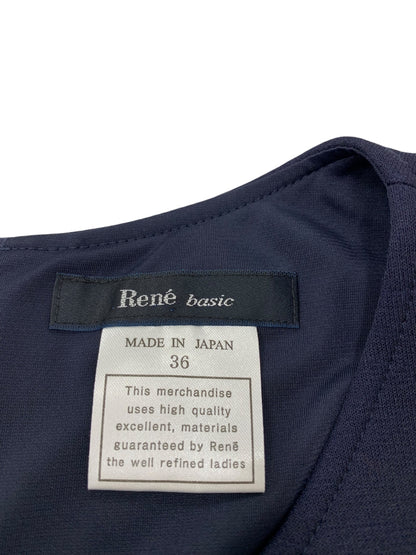 René basic
MADE IN JAPAN
36
This merchandise
uses high quality
excellent, materials
guaranteed by Renē
the well refined ladies